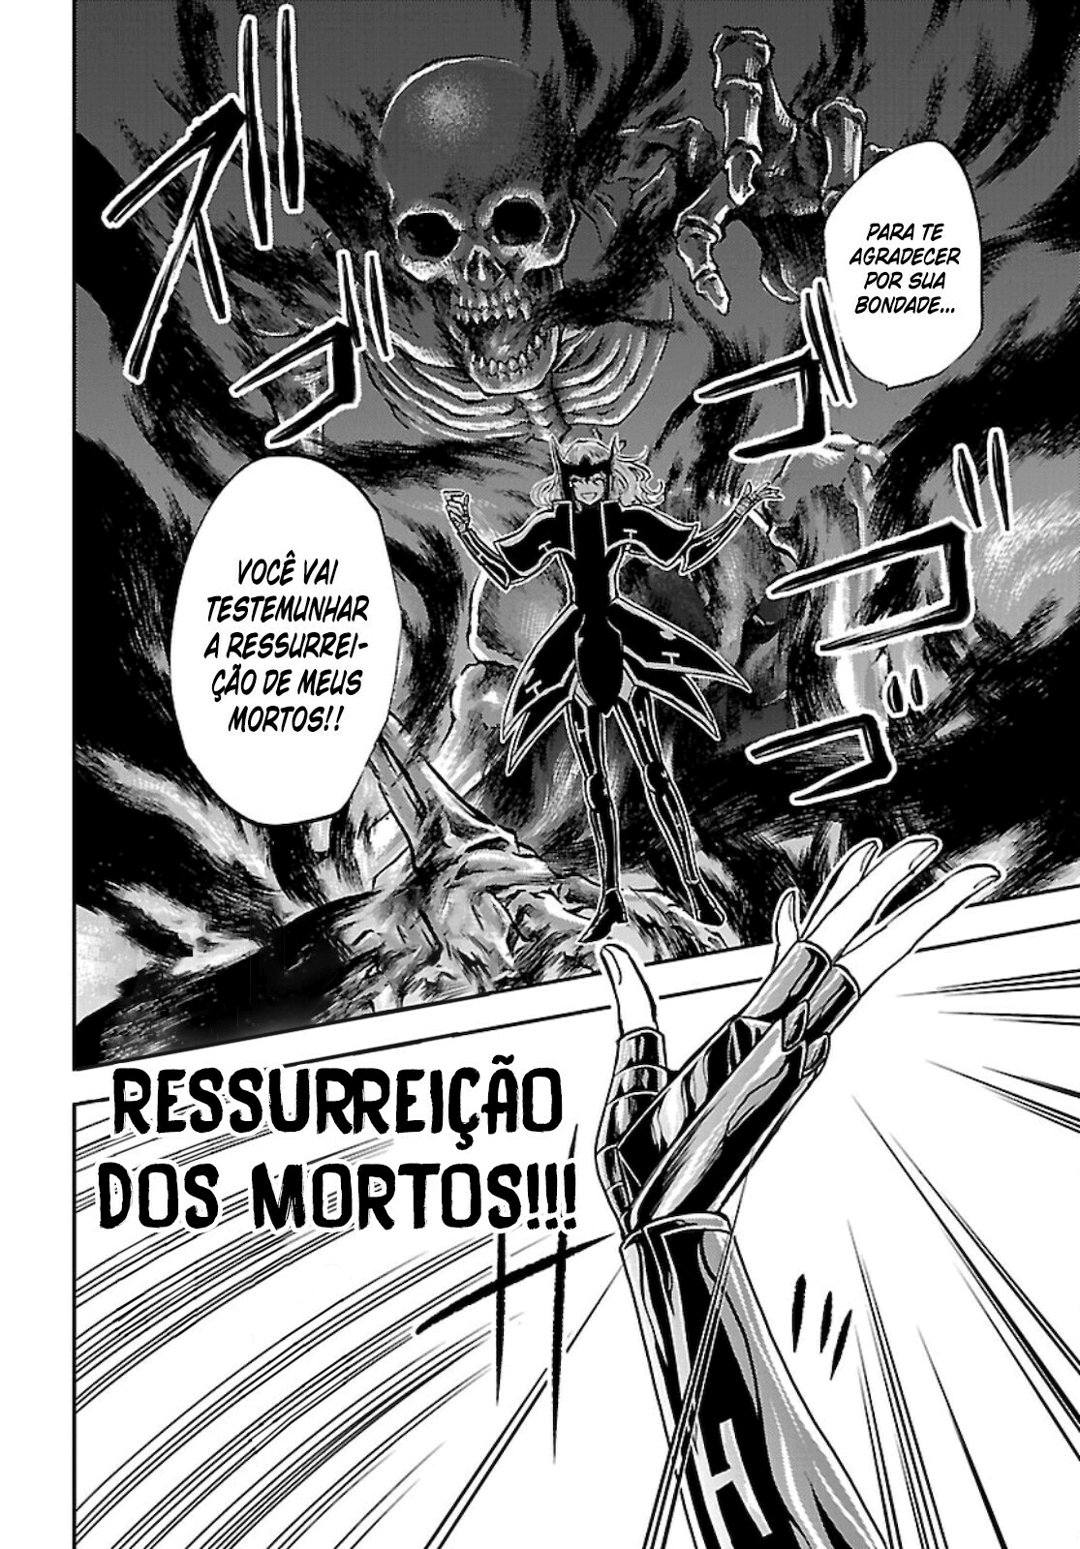 PARA TE
AGRADECER
POR SUA
BONDADE...
VOCÊ VAI
TESTEMUNHAR
A RESSURREI-
ÇÃO DE MEUS
MORTOS!!
RESSURREIÇÃO
DOS MORTOS!!!
H